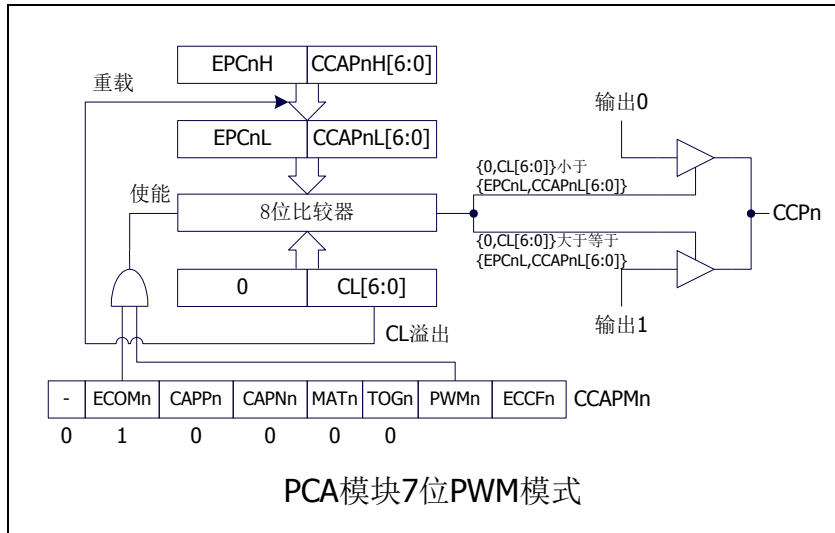 EPCnH CCAPnH[6:0]
重载
输出0
EPCnL CCAPnL[6:0]
{0,CL[6:0]}小于
{EPCnL,CCAPnL[6:0]}
使能
8位比较器
CCPn
{0,CL[6:0]}大于等于
{EPCnL,CCAPnL[6:0]}
0 CL[6:0]
输出1
CL溢出
- ECOMn CAPPn CAPNn MATn TOGn PWMn ECCFn CCAPMn
0 1 0 0 0 0
PCA模块7位PWM模式